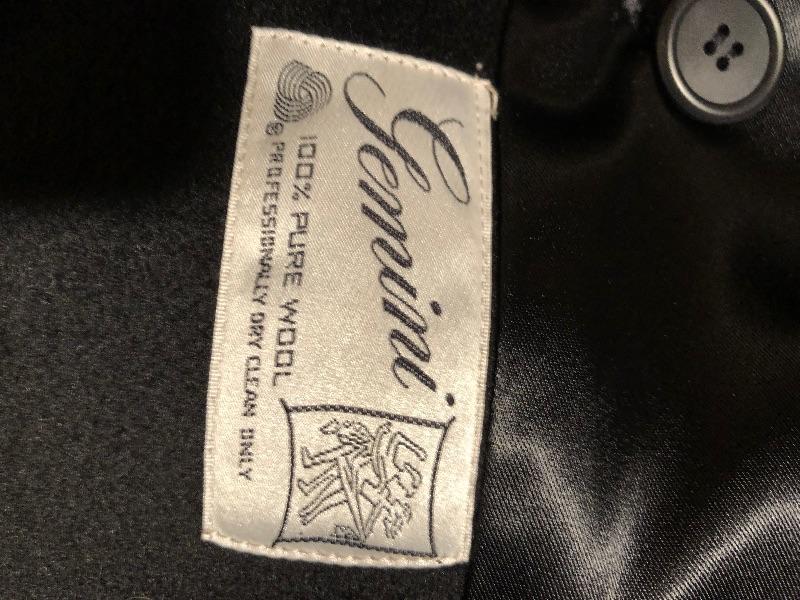 Gemini
100% PURE WOOL
Ⓟ PROFESSIONALLY DRY CLEAN ONLY